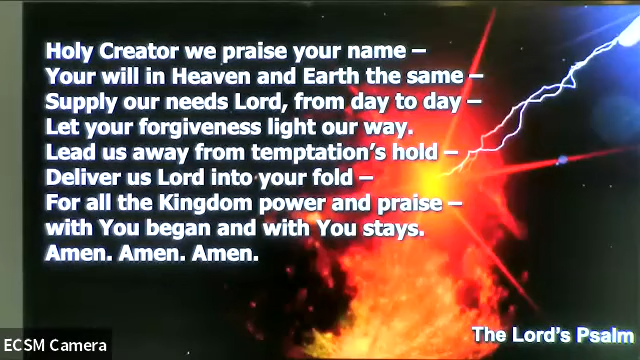 Holy Creator we praise your name –
Your will in Heaven and Earth the same –
Supply our needs Lord, from day to day –
Let your forgiveness light our way.
Lead us away from temptation’s hold –
Deliver us Lord into your fold –
For all the Kingdom power and praise –
with You began and with You stays.
Amen. Amen. Amen.
The Lord’s Psalm
ECSM Camera